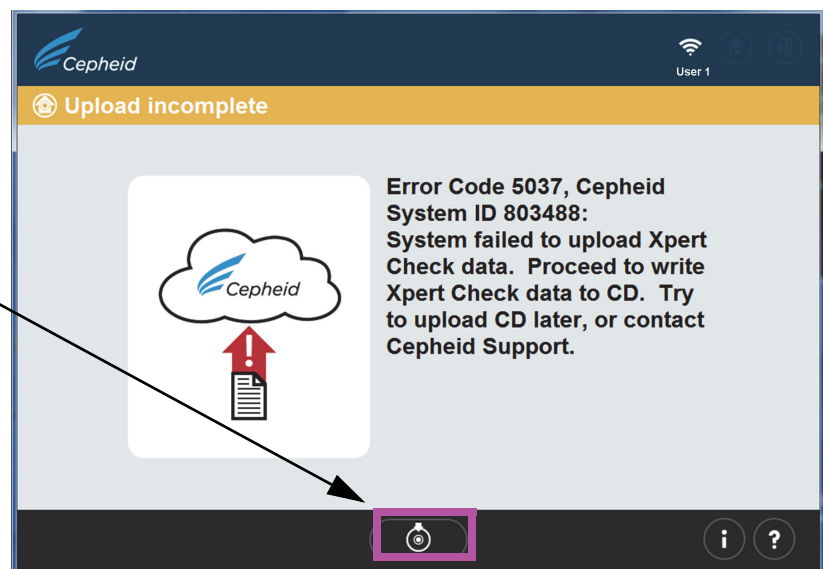 Cepheid
User 1
Upload incomplete
Error Code 5037, Cepheid
System ID 803488:
System failed to upload Xpert
Check data.  Proceed to write
Xpert Check data to CD.  Try
to upload CD later, or contact
Cepheid Support.
Cepheid
!
i ?